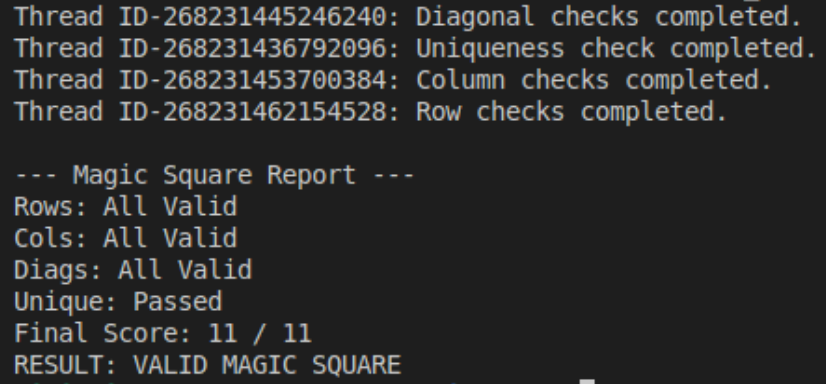 Thread ID-268231445246240: Diagonal checks completed.
Thread ID-268231436792096: Uniqueness check completed.
Thread ID-268231453700384: Column checks completed.
Thread ID-268231462154528: Row checks completed.
--- Magic Square Report ---
Rows: All Valid
Cols: All Valid
Diags: All Valid
Unique: Passed
Final Score: 11 / 11
RESULT: VALID MAGIC SQUARE